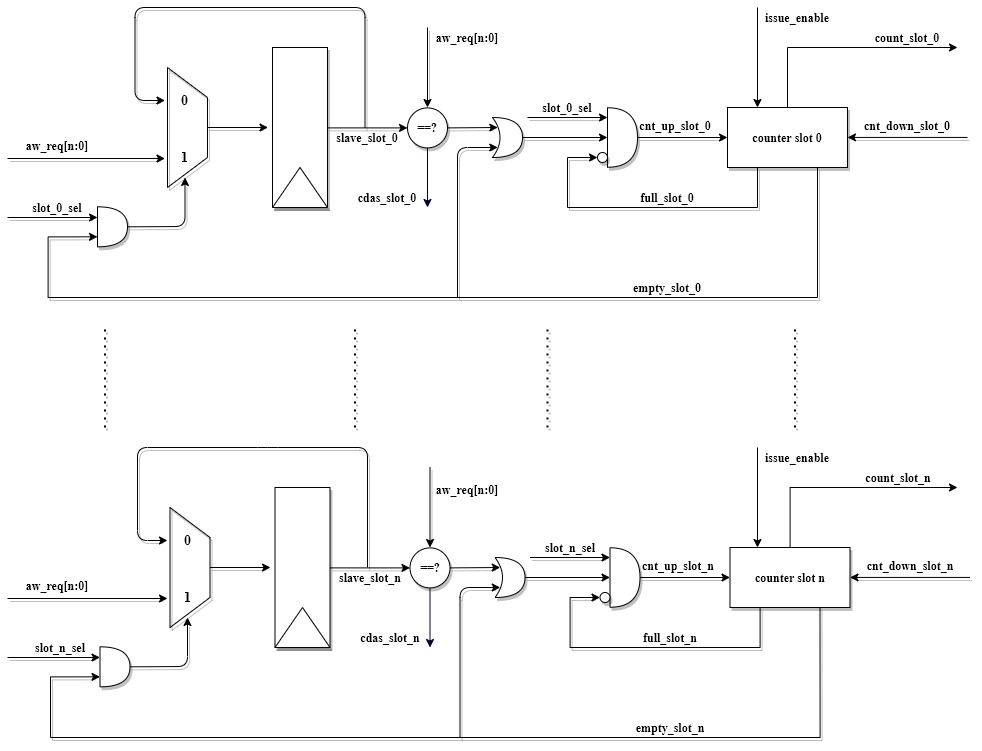 issue_enable
count_slot_0
aw_req[n:0]
0
slot_0_sel
cnt_up_slot_0
cnt_down_slot_0
==?
slave_slot_0
counter slot 0
aw_req[n:0]
1
cdas_slot_0
full_slot_0
slot_0_sel
empty_slot_0
issue_enable
count_slot_n
aw_req[n:0]
0
slot_n_sel
cnt_up_slot_n
cnt_down_slot_n
==?
slave_slot_n
counter slot n
aw_req[n:0]
1
cdas_slot_n
full_slot_n
slot_n_sel
empty_slot_n